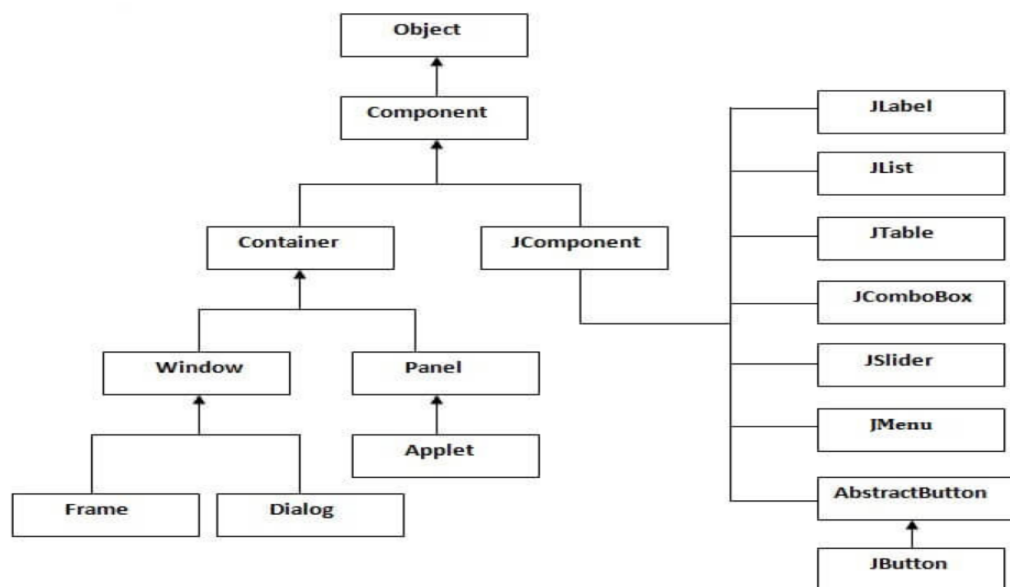 Object
Component
Container
JComponent
Window
Panel
Applet
Frame
Dialog
JLabel
JList
JTable
JComboBox
JSlider
JMenu
AbstractButton
JButton